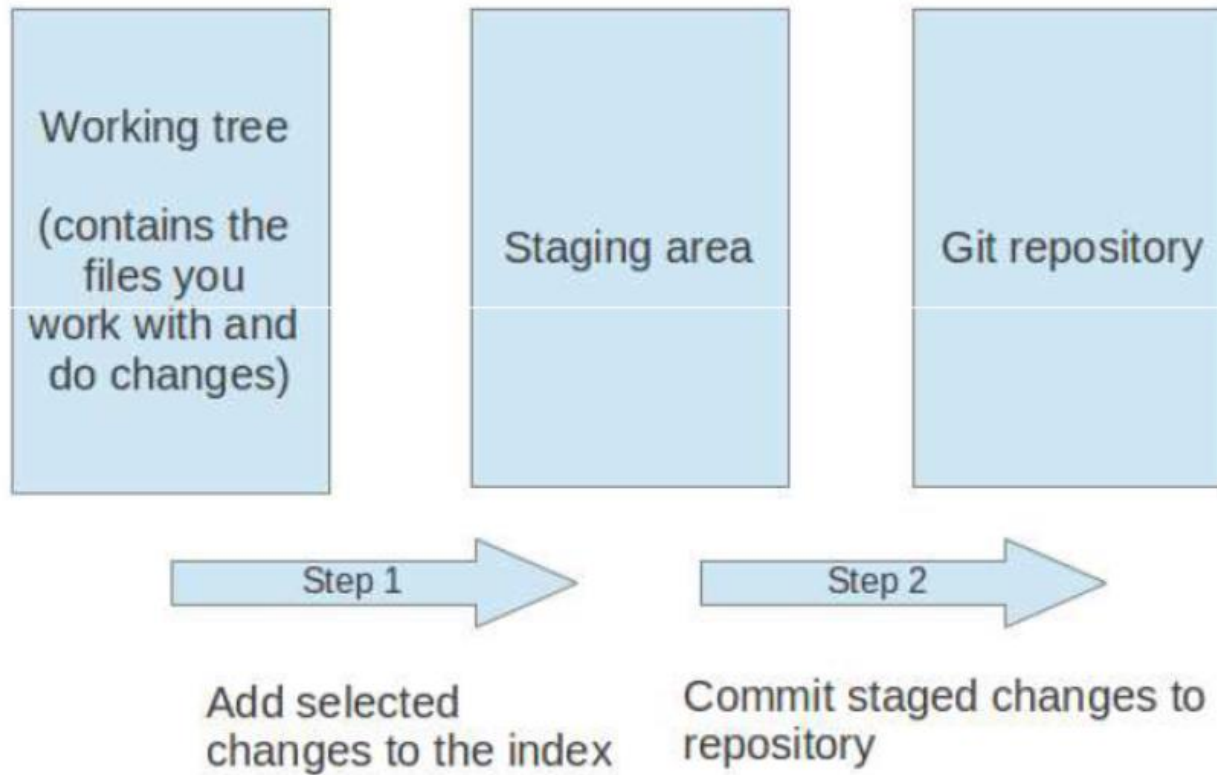 Working tree
(contains the
files you
work with and
do changes)
Staging area
Git repository
Step 1
Step 2
Add selected
changes to the index
Commit staged changes to
repository